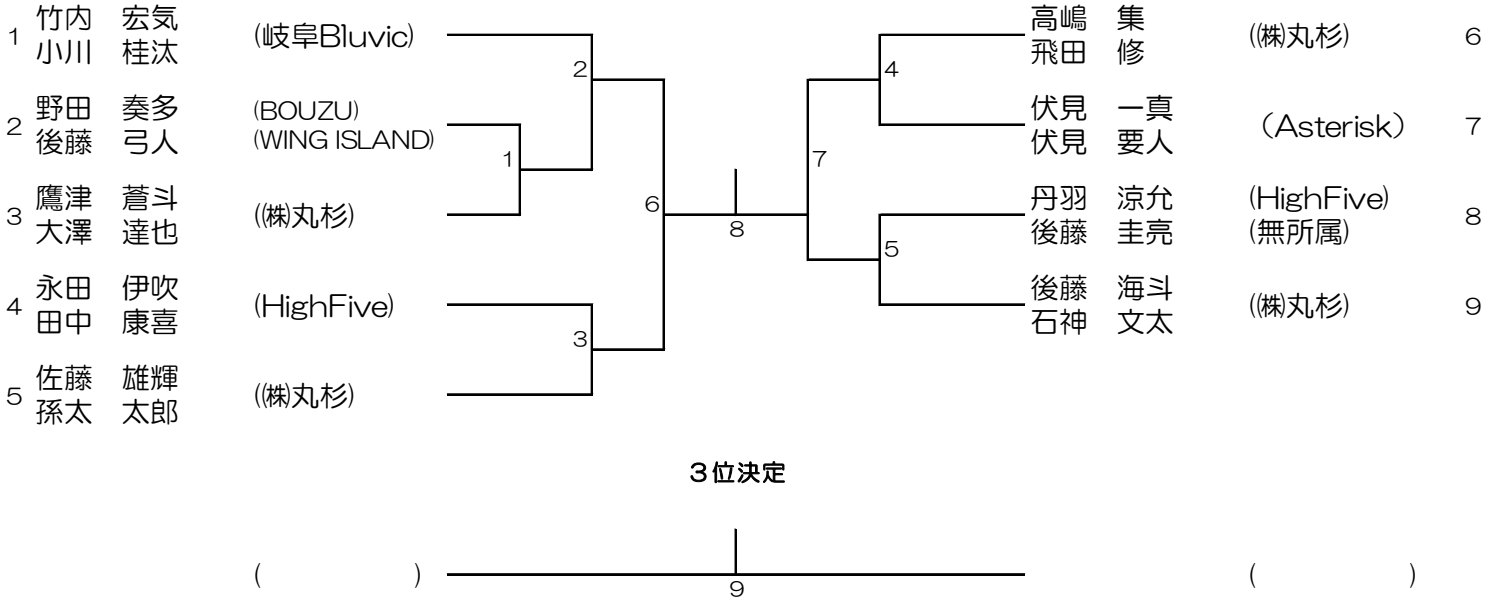 1 竹内 宏気 (岐阜Bluvic)
小川 桂汰
2 野田 奏多 (BOUZU)
後藤 弓人 (WING ISLAND)
3 鷹津 蒼斗 ((株)丸杉)
大澤 達也
4 永田 伊吹 (HighFive)
田中 康喜
5 佐藤 雄輝 ((株)丸杉)
孫太 太郎
2
1
6
3
8
4
7
5
高嶋 集 ((株)丸杉) 6
飛田 修
伏見 一真 (Asterisk) 7
伏見 要人
丹羽 涼允 (HighFive) 8
後藤 圭亮 (無所属)
後藤 海斗 ((株)丸杉) 9
石神 文太
3位決定
( ) 9 ( )